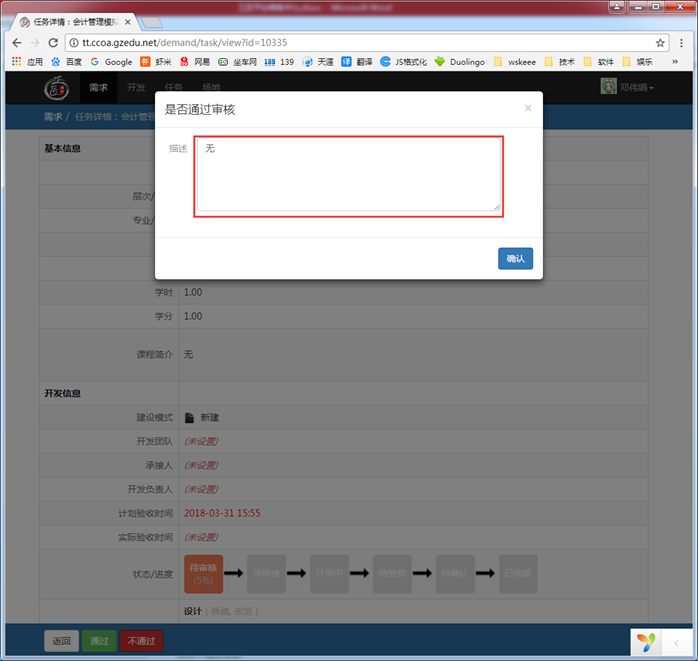 任务详情：会计管理模拟
tt.ccoa.gzedu.net/demand/task/view?id=10335
应用 百度 Google 虾米 网易 坐车网 139 天涯 翻译 JS格式化 Duolingo wskeee 技术 软件 娱乐 »
需求 开发 任务 场地 邓伟娟
需求 / 任务详情：会计管理
是否通过审核 ×
描述 无
确认
基本信息
层次/
专业/
学时 1.00
学分 1.00
课程简介 无
开发信息
建设模式 新建
开发团队 (未设置)
承接人 (未设置)
开发负责人 (未设置)
计划验收时间 2018-03-31 15:55
实际验收时间 (未设置)
状态/进度 待审核 (5%) 待承接 开发中 待验收 待确认 已完成
设计 ( 新建, 改造 )
返回 通过 不通过